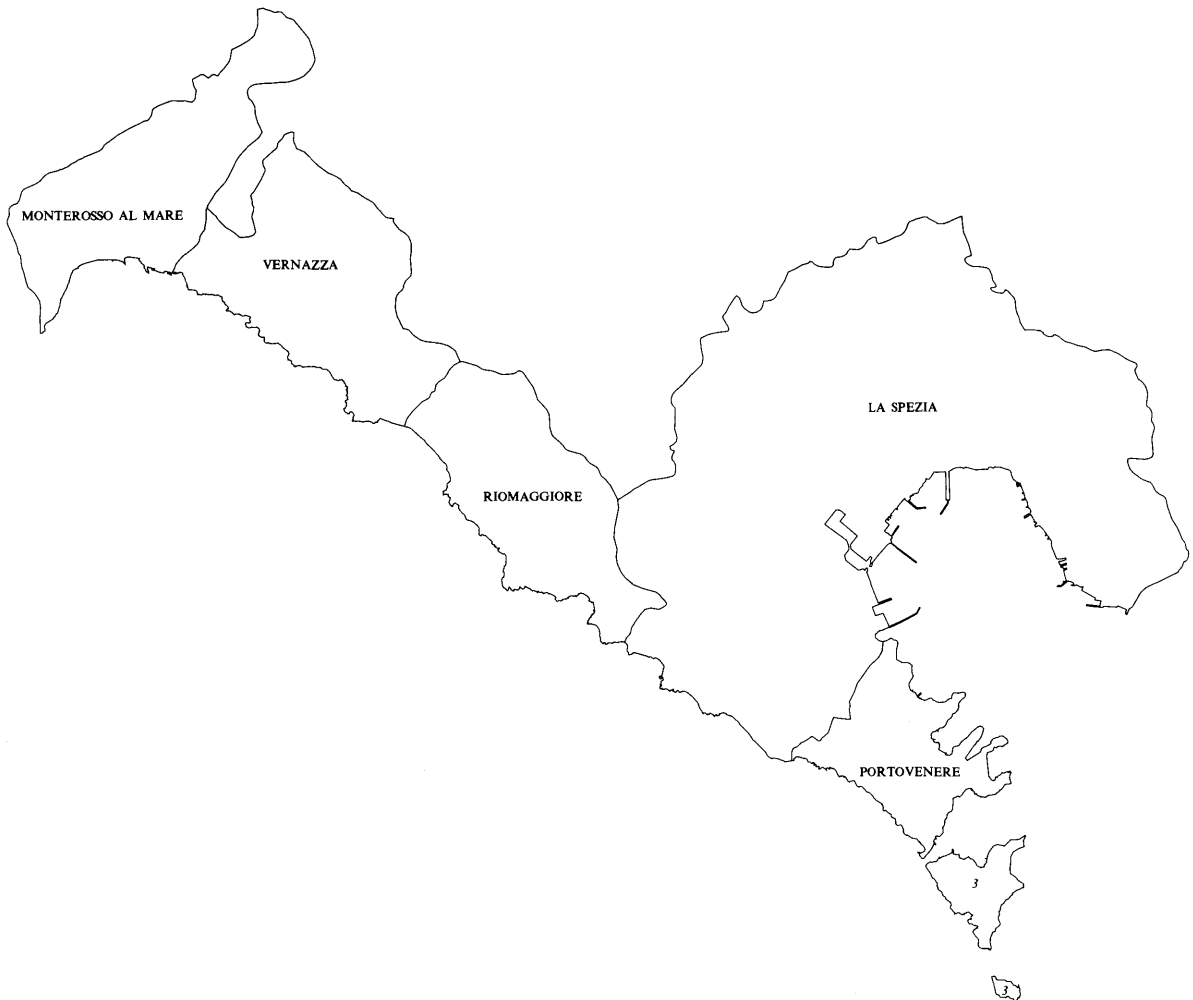 MONTEROSSO AL MARE
VERNAZZA
LA SPEZIA
RIOMAGGIORE
PORTOVENERE
3
3